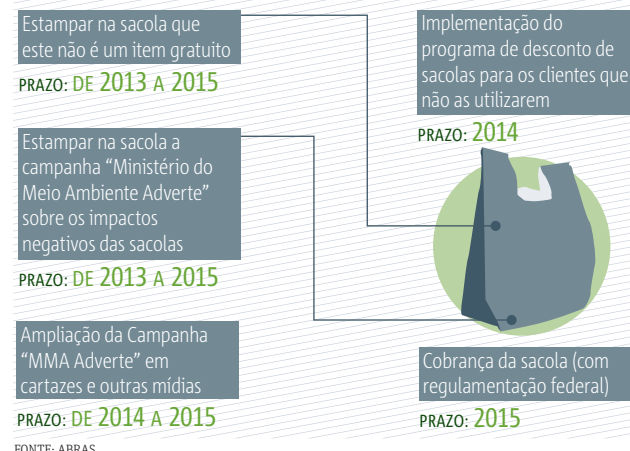 Estampar na sacola que
este não é um item gratuito
PRAZO: DE 2013 A 2015
Estampar na sacola a
campanha “Ministério do
Meio Ambiente Adverte”
sobre os impactos
negativos das sacolas
PRAZO: DE 2013 A 2015
Ampliação da Campanha
“MMA Adverte” em
cartazes e outras mídias
PRAZO: DE 2014 A 2015
Implementação do
programa de desconto de
sacolas para os clientes que
não as utilizarem
PRAZO: 2014
Cobrança da sacola (com
regulamentação federal)
PRAZO: 2015
FONTE: ABRAS